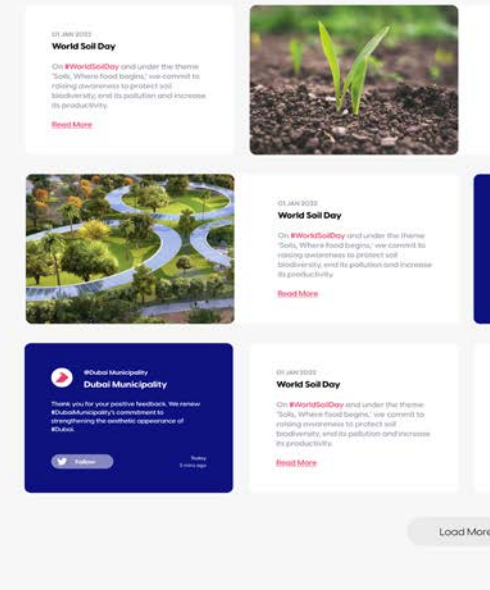 01 JAN 2022
World Soil Day
On #WorldSoilDay and under the theme
'Soils, Where food begins,' we commit to
raising awareness to protect soil
biodiversity, end its pollution and increase
its productivity.
Read More
01 JAN 2022
World Soil Day
On #WorldSoilDay and under the theme
'Soils, Where food begins,' we commit to
raising awareness to protect soil
biodiversity, end its pollution and increase
its productivity.
Read More
@Dubai Municipality
Dubai Municipality
Thank you for your positive feedback. We renew
#DubaiMunicipality's commitment to
strengthening the aesthetic appearance of
#Dubai.
Follow
Today
3 mins ago
01 JAN 2022
World Soil Day
On #WorldSoilDay and under the theme
'Soils, Where food begins,' we commit to
raising awareness to protect soil
biodiversity, end its pollution and increase
its productivity.
Read More
Load More